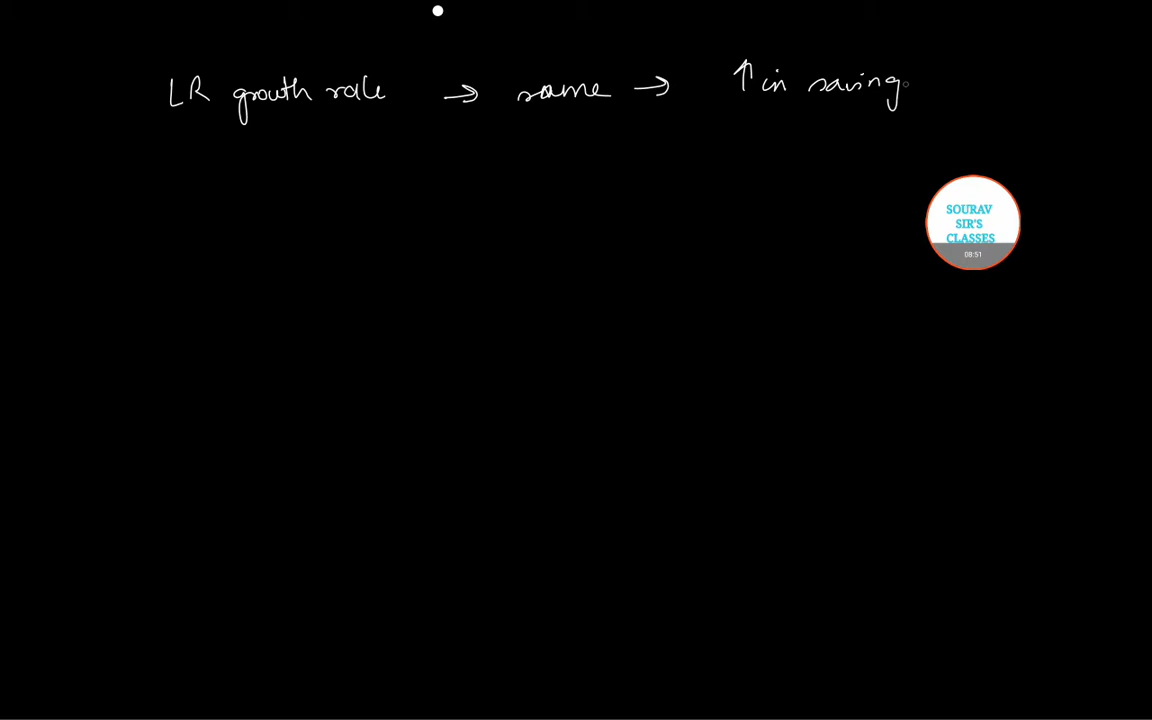 LR growth rate → same → ↑ in saving
SOURAV
SIR'S
CLASSES
08:51